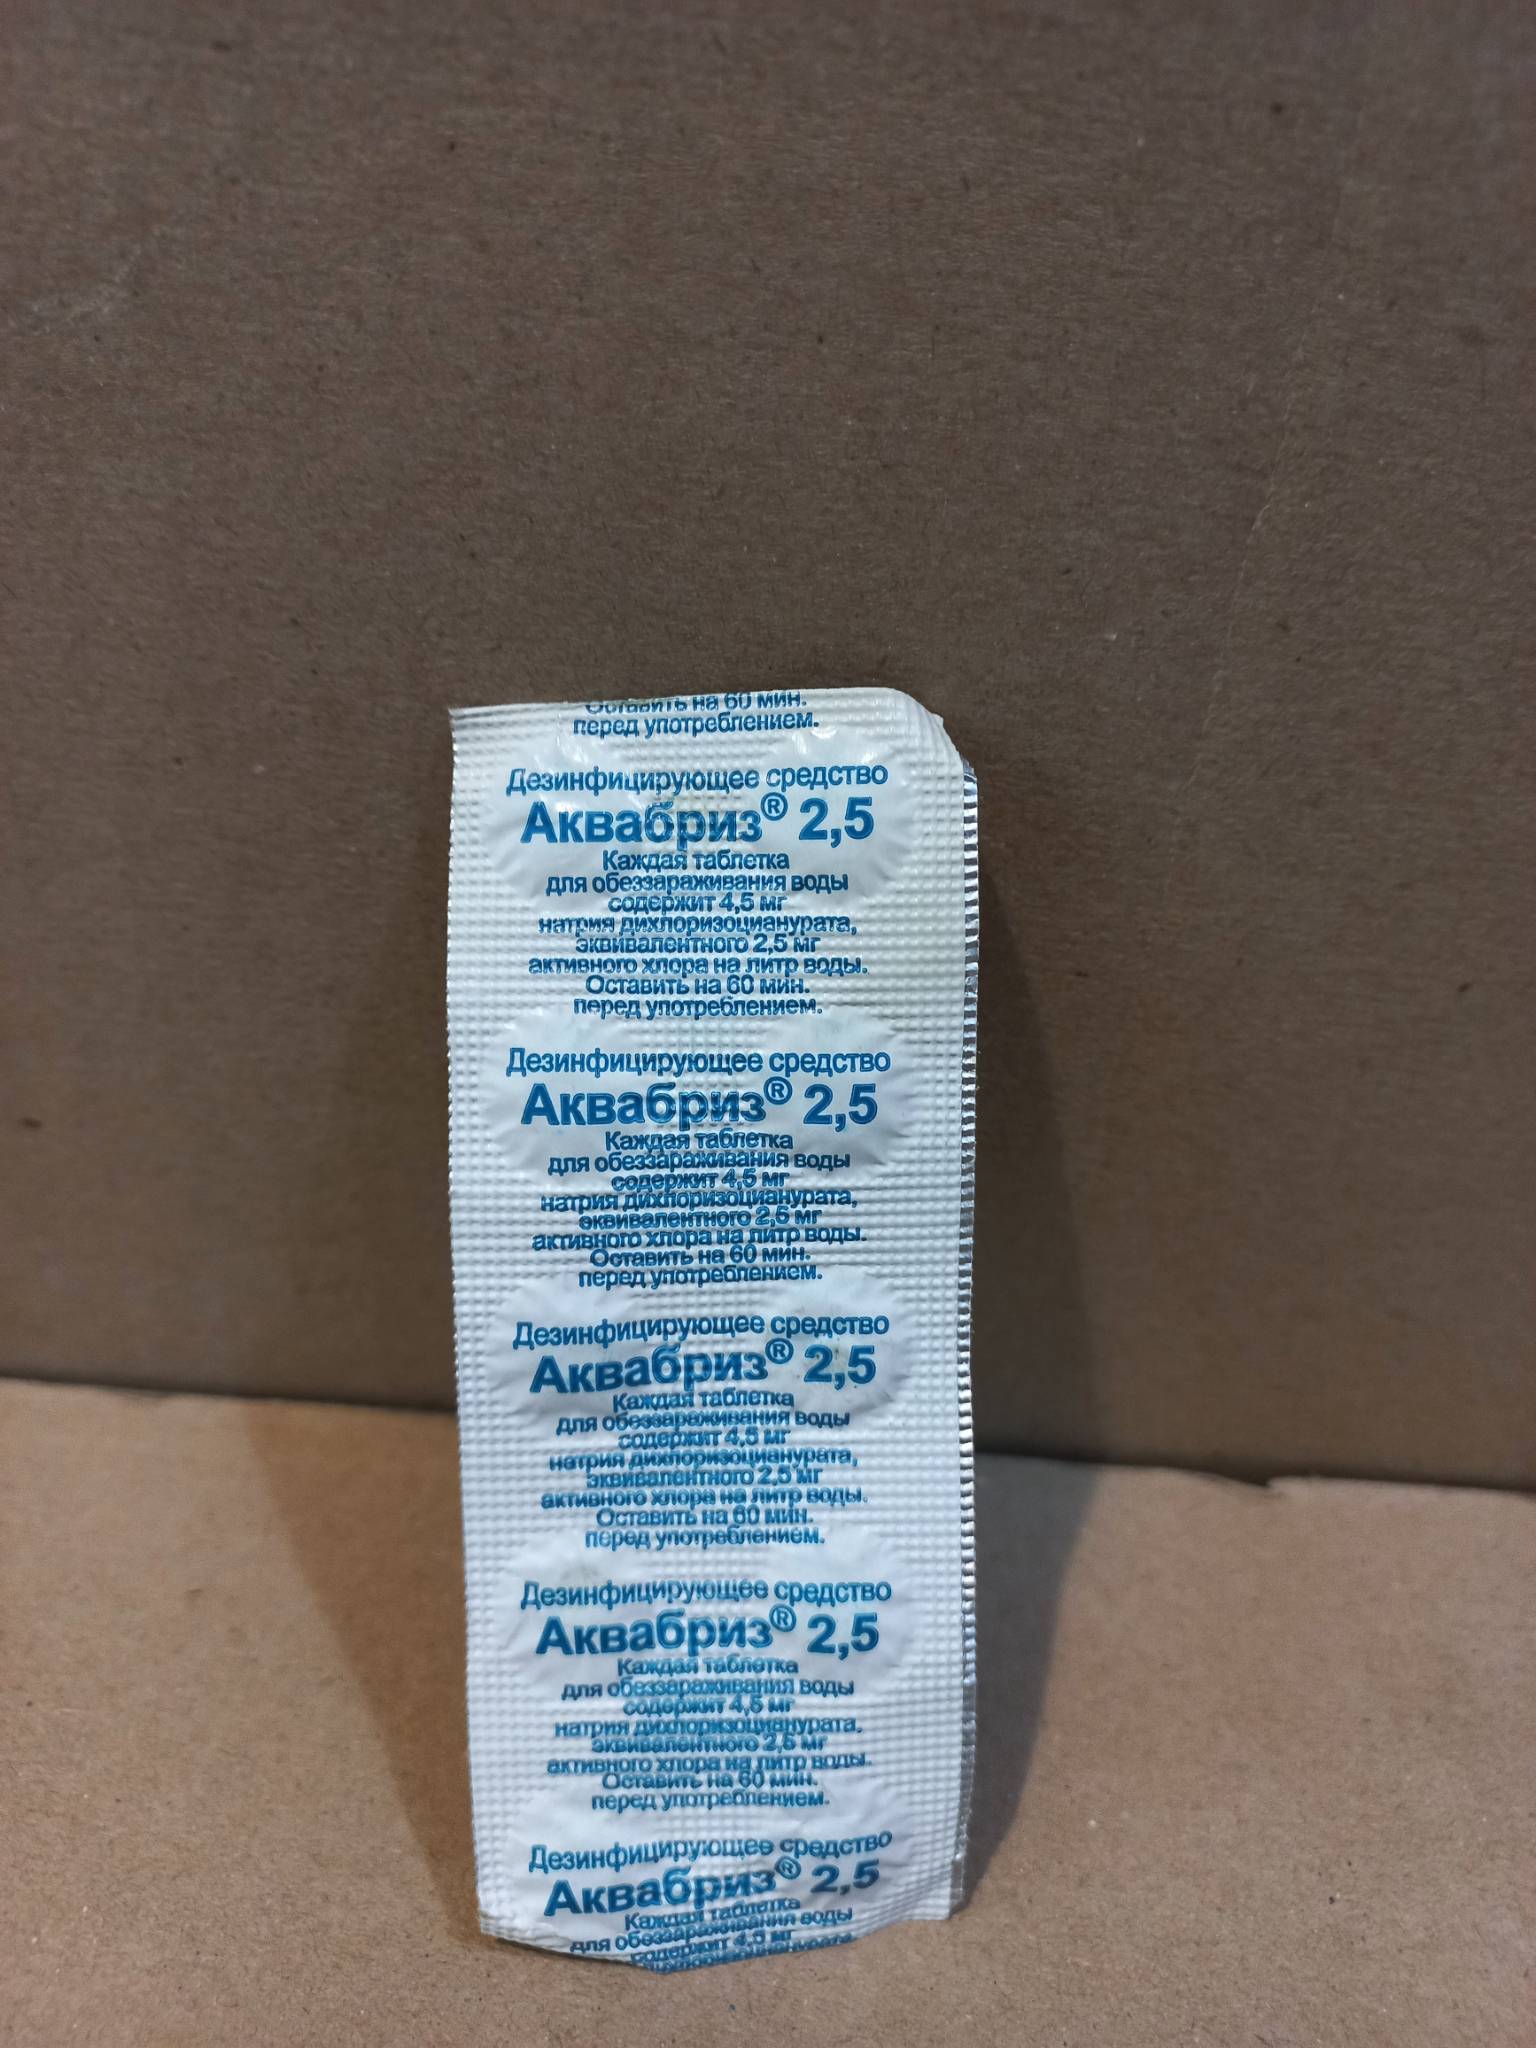 Оставить на 60 мин.
перед употреблением.
Дезинфицирующее средство
Аквабриз® 2,5
Каждая таблетка
для обеззараживания воды
содержит 4,5 мг
натрия дихлоризоцианурата,
эквивалентного 2,5 мг
активного хлора на литр воды.
Оставить на 60 мин.
перед употреблением.
Дезинфицирующее средство
Аквабриз® 2,5
Каждая таблетка
для обеззараживания воды
содержит 4,5 мг
натрия дихлоризоцианурата,
эквивалентного 2,5 мг
активного хлора на литр воды.
Оставить на 60 мин.
перед употреблением.
Дезинфицирующее средство
Аквабриз® 2,5
Каждая таблетка
для обеззараживания воды
содержит 4,5 мг
натрия дихлоризоцианурата,
эквивалентного 2,5 мг
активного хлора на литр воды.
Оставить на 60 мин.
перед употреблением.
Дезинфицирующее средство
Аквабриз® 2,5
Каждая таблетка
для обеззараживания воды
содержит 4,5 мг
натрия дихлоризоцианурата,
эквивалентного 2,5 мг
активного хлора на литр воды.
Оставить на 60 мин.
перед употреблением.
Дезинфицирующее средство
Аквабриз® 2,5
Каждая таблетка
для обеззараживания воды
содержит 4,5 мг